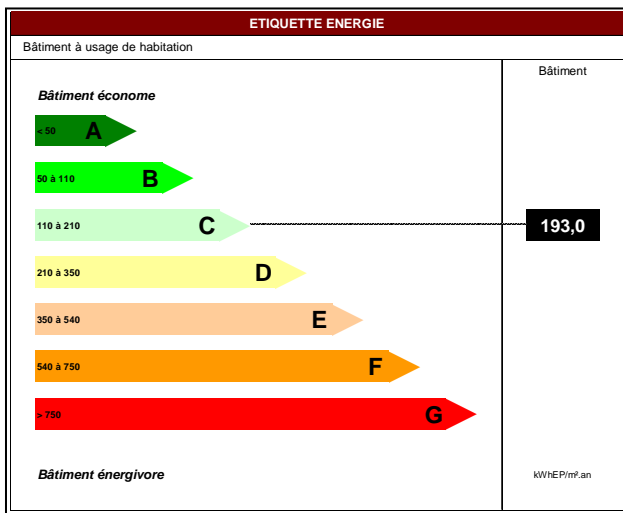 ETIQUETTE ENERGIE
Bâtiment à usage de habitation
Bâtiment
Bâtiment économe
< 50 A
50 à 110 B
110 à 210 C 193,0
210 à 350 D
350 à 540 E
540 à 750 F
> 750 G
Bâtiment énergivore
kWhEP/m².an